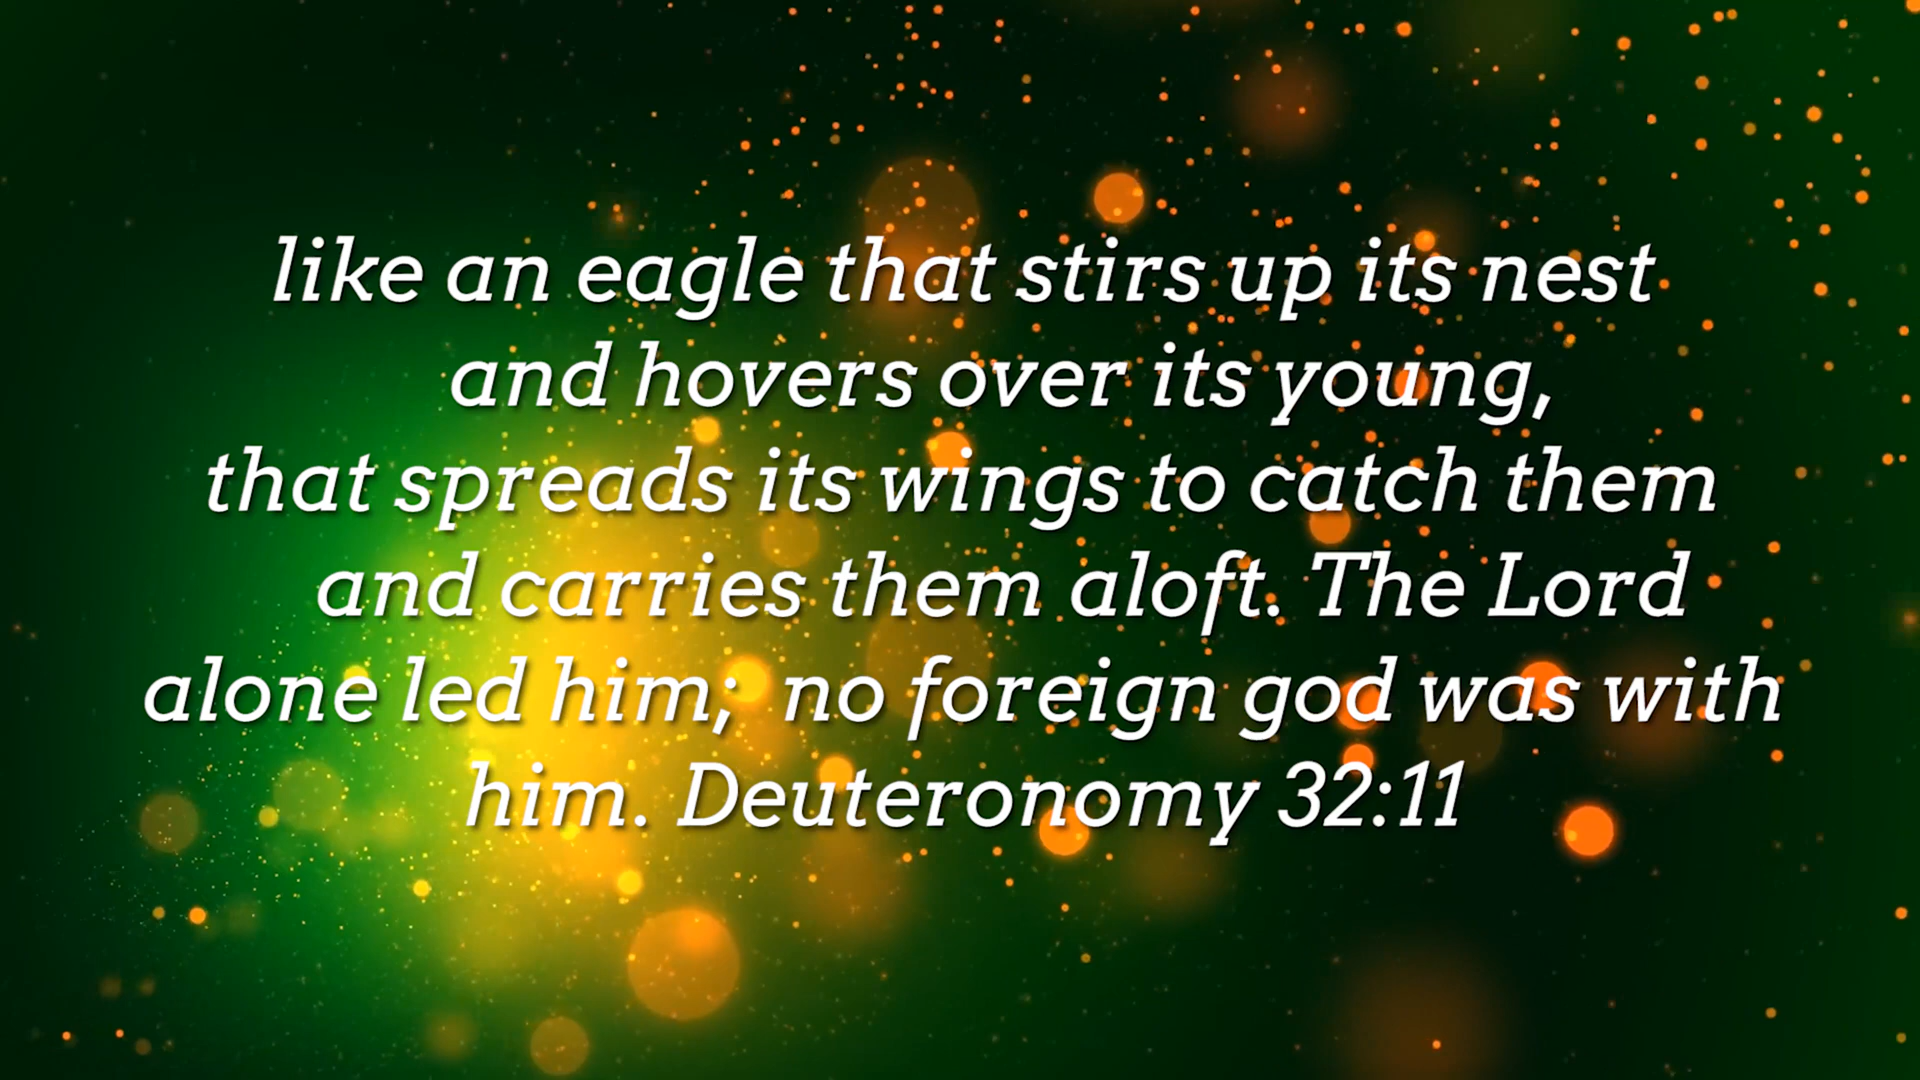 like an eagle that stirs up its nest
and hovers over its young,
that spreads its wings to catch them
and carries them aloft. The Lord
alone led him;  no foreign god was with
him. Deuteronomy 32:11